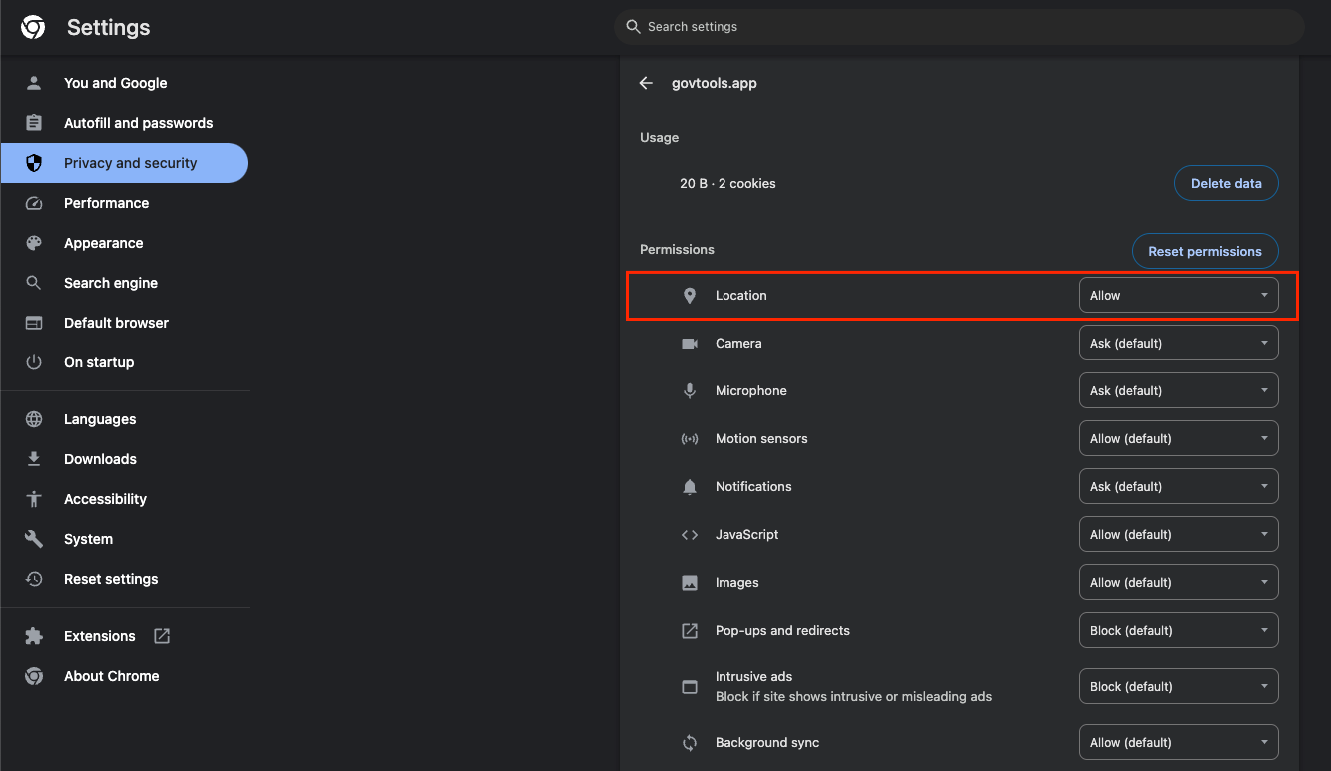 Settings
Search settings
You and Google
Autofill and passwords
Privacy and security
Performance
Appearance
Search engine
Default browser
On startup
Languages
Downloads
Accessibility
System
Reset settings
Extensions
About Chrome
govtools.app
Usage
20 B · 2 cookies
Delete data
Permissions
Reset permissions
Location
Allow
Camera
Ask (default)
Microphone
Ask (default)
Motion sensors
Allow (default)
Notifications
Ask (default)
JavaScript
Allow (default)
Images
Allow (default)
Pop-ups and redirects
Block (default)
Intrusive ads
Block if site shows intrusive or misleading ads
Block (default)
Background sync
Allow (default)